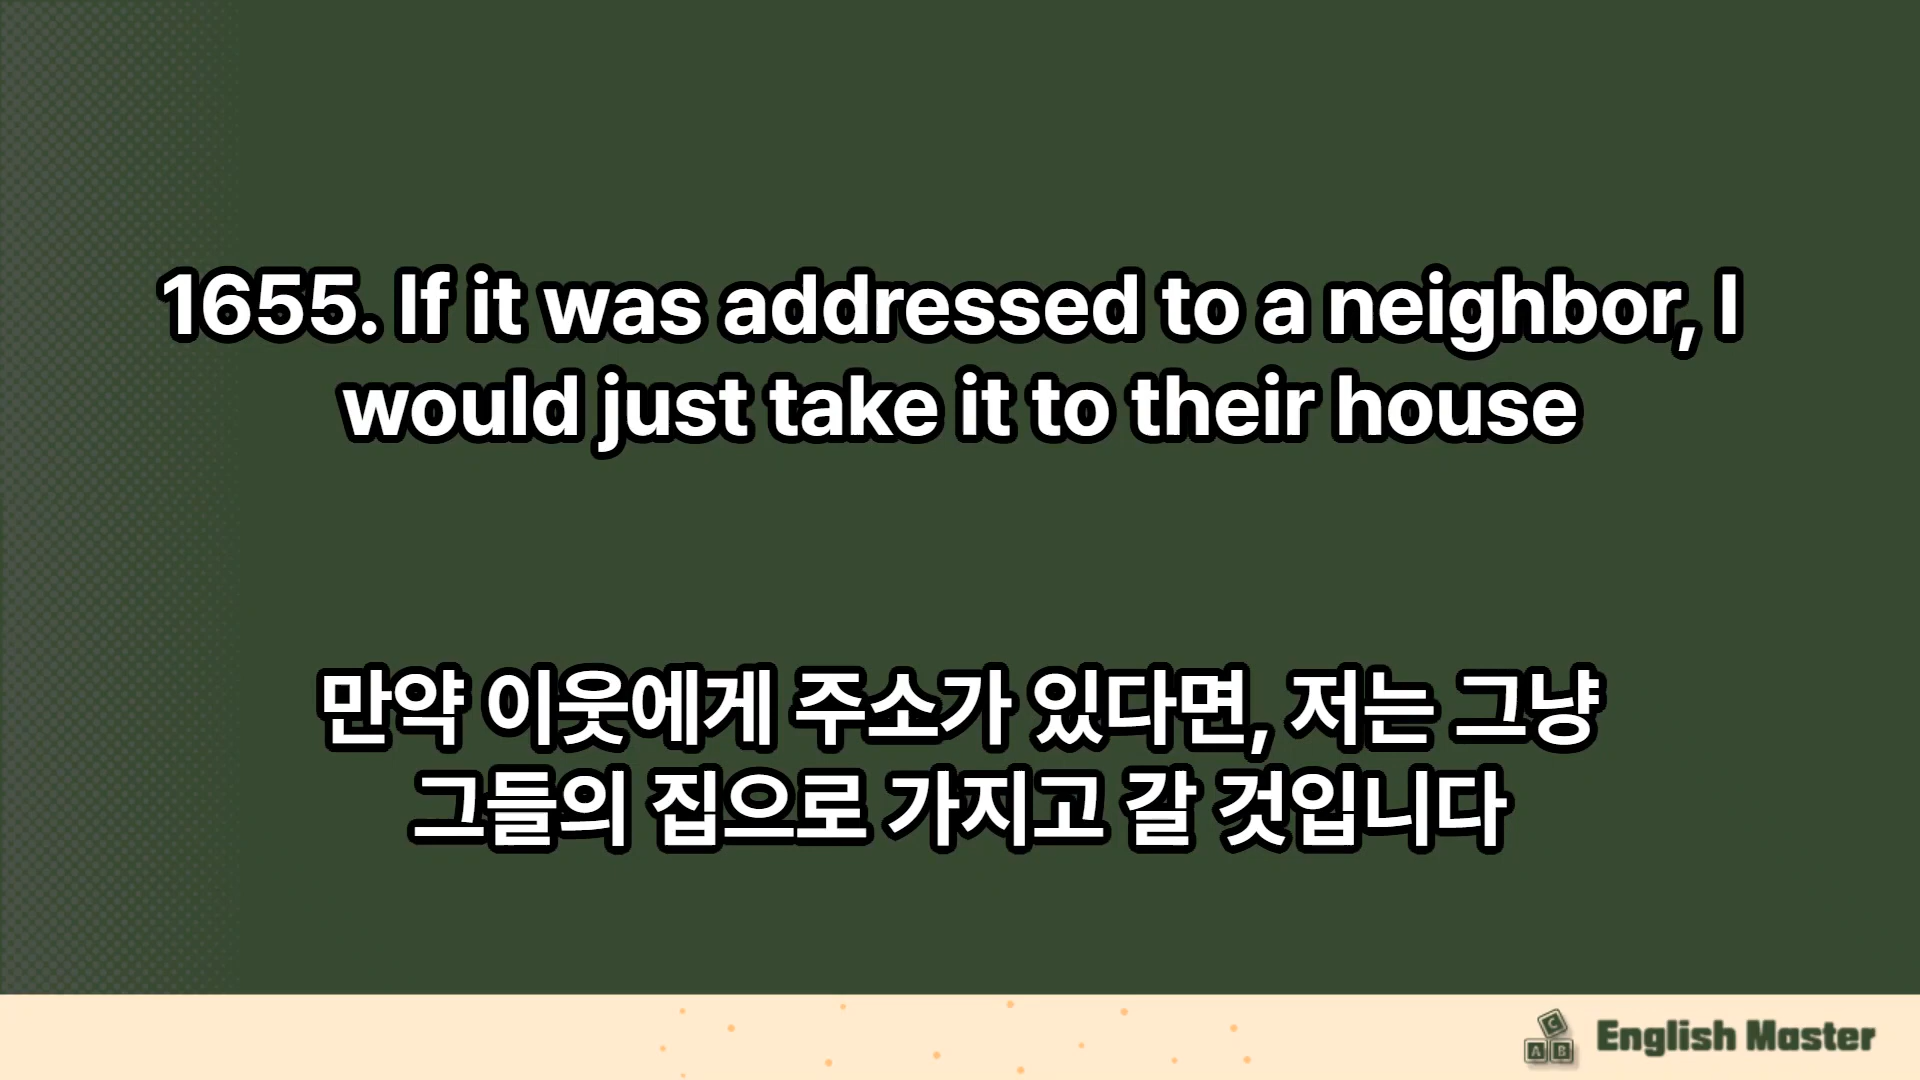 1655. If it was addressed to a neighbor, I
would just take it to their house
만약 이웃에게 주소가 있다면, 저는 그냥
그들의 집으로 가지고 갈 것입니다
C
A B
English Master